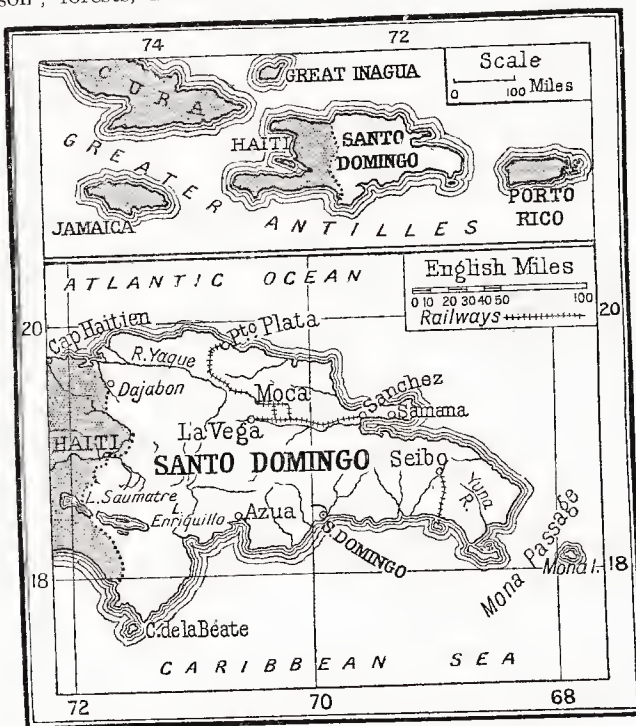 forests,
74 72
CUBA
GREAT INAGUA
Scale
0 100 Miles
GREATER ANTILLES
HAITI
SANTO
DOMINGO
JAMAICA
PORTO
RICO
ATLANTIC OCEAN
English Miles
0 10 20 30 40 50 100
Railways
20 20
Cap Haitien
Pto. Plata
R. Yaque
Dajabon
Moca
Sanchez
Samana
La Vega
HAITI
SANTO DOMINGO
Seibo
Yuna
R.
L. Saumatre
L.
Enriquillo
Azua
S. DOMINGO
Mona Passage
Mona I.
18 18
C. de la Béate
CARIBBEAN SEA
72 70 68